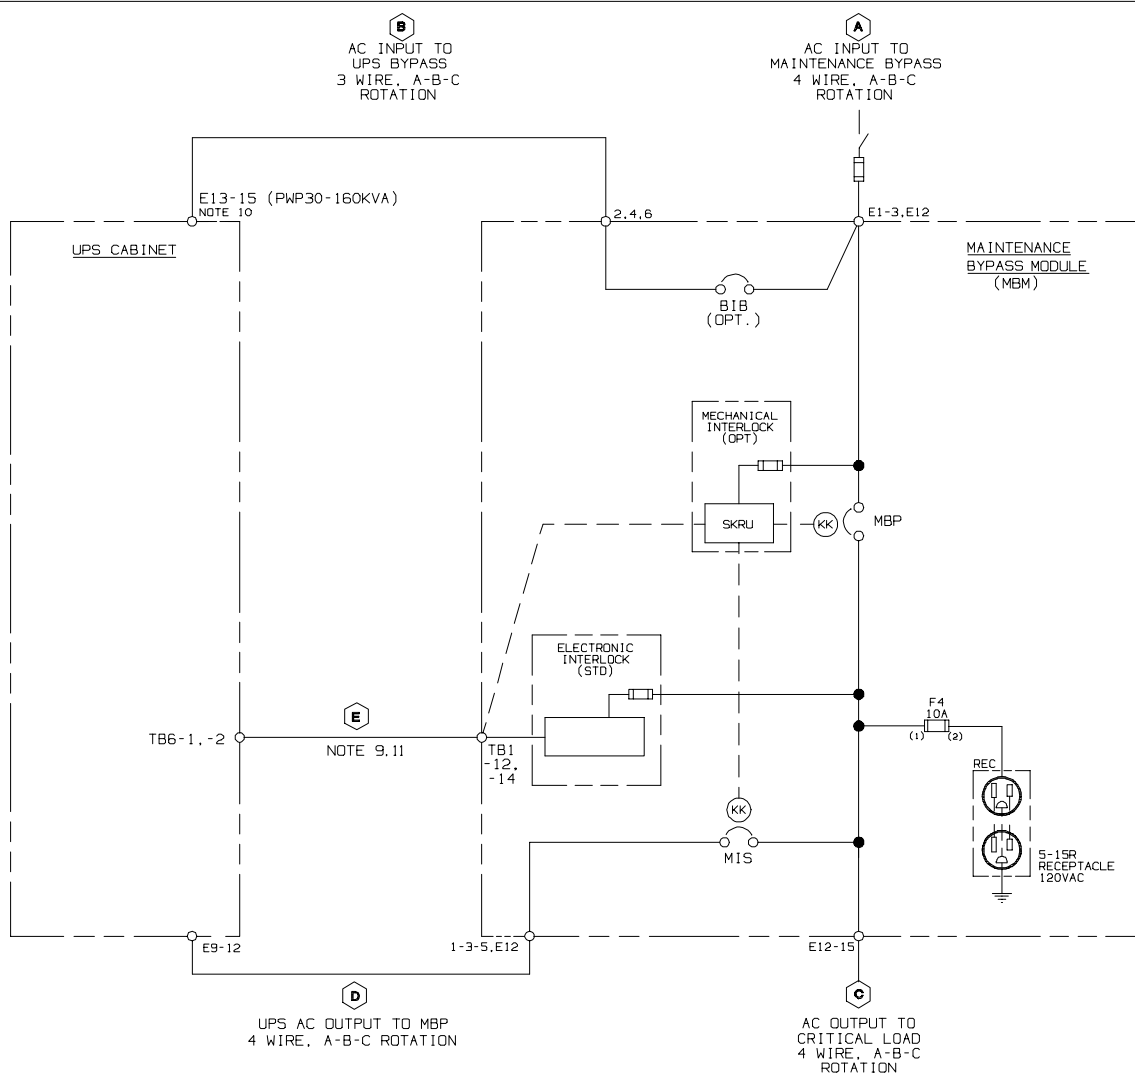 B
AC INPUT TO
UPS BYPASS
3 WIRE, A-B-C
ROTATION
A
AC INPUT TO
MAINTENANCE BYPASS
4 WIRE, A-B-C
ROTATION
E13-15 (PWP30-160KVA)
NOTE 10
2,4,6
E1-3,E12
UPS CABINET
MAINTENANCE
BYPASS MODULE
(MBM)
BIB
(OPT.)
MECHANICAL
INTERLOCK
(OPT)
SKRU
KK
MBP
ELECTRONIC
INTERLOCK
(STD)
E
NOTE 9,11
TB6-1,-2
TB1
-12,
-14
F4
10A
(1)
(2)
REC
KK
MIS
5-15R
RECEPTACLE
120VAC
E9-12
1-3-5,E12
E12-15
D
UPS AC OUTPUT TO MBP
4 WIRE, A-B-C ROTATION
C
AC OUTPUT TO
CRITICAL LOAD
4 WIRE, A-B-C
ROTATION